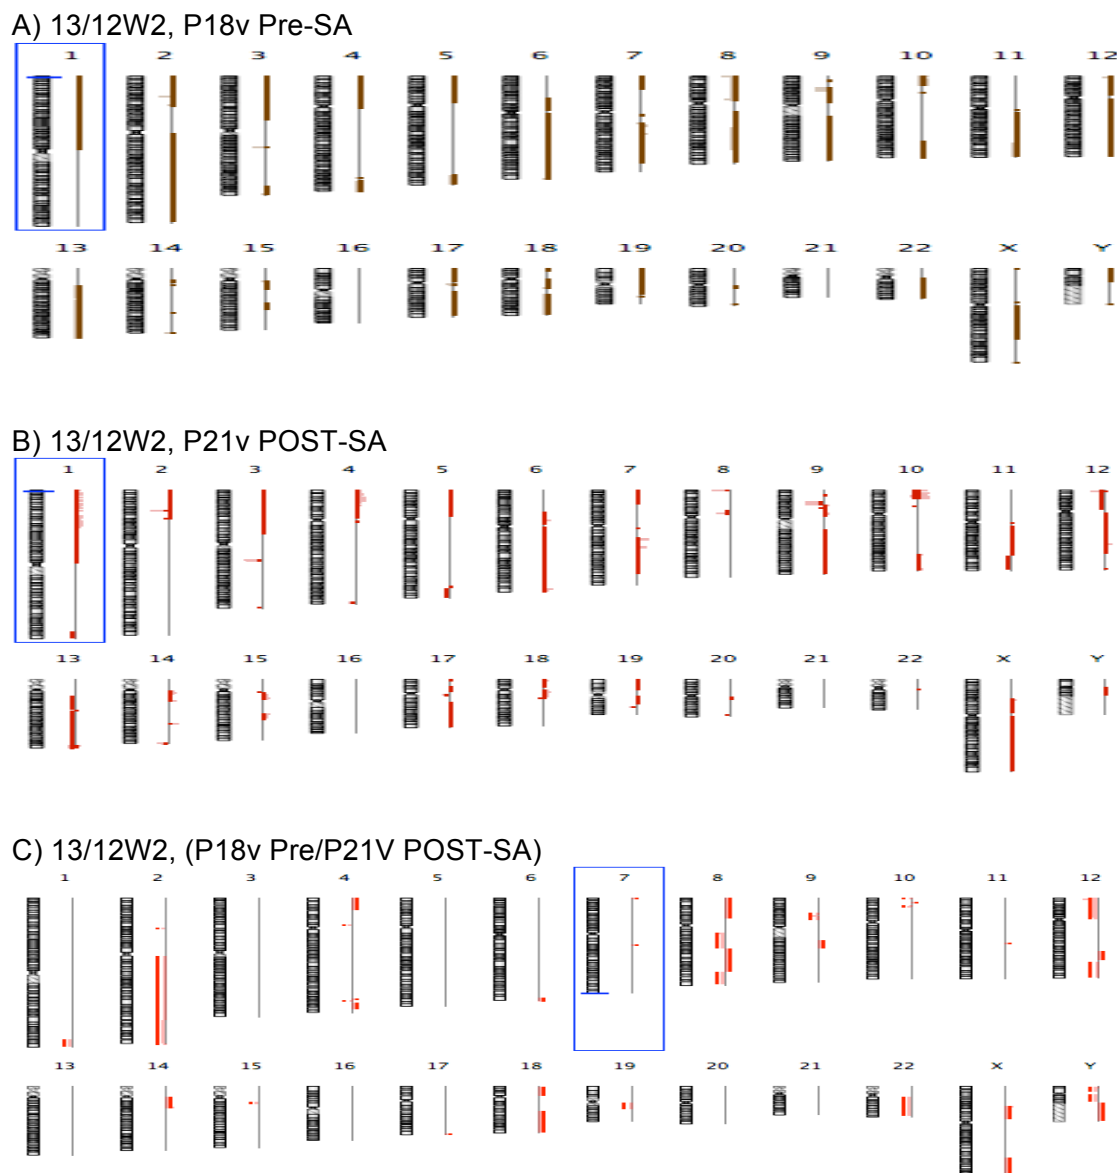 A) 13/12W2, P18v Pre-SA
1 2 3 4 5 6 7 8 9 10 11 12
13 14 15 16 17 18 19 20 21 22 X Y
B) 13/12W2, P21v POST-SA
1 2 3 4 5 6 7 8 9 10 11 12
13 14 15 16 17 18 19 20 21 22 X Y
C) 13/12W2, (P18v Pre/P21V POST-SA)
1 2 3 4 5 6 7 8 9 10 11 12
13 14 15 16 17 18 19 20 21 22 X Y